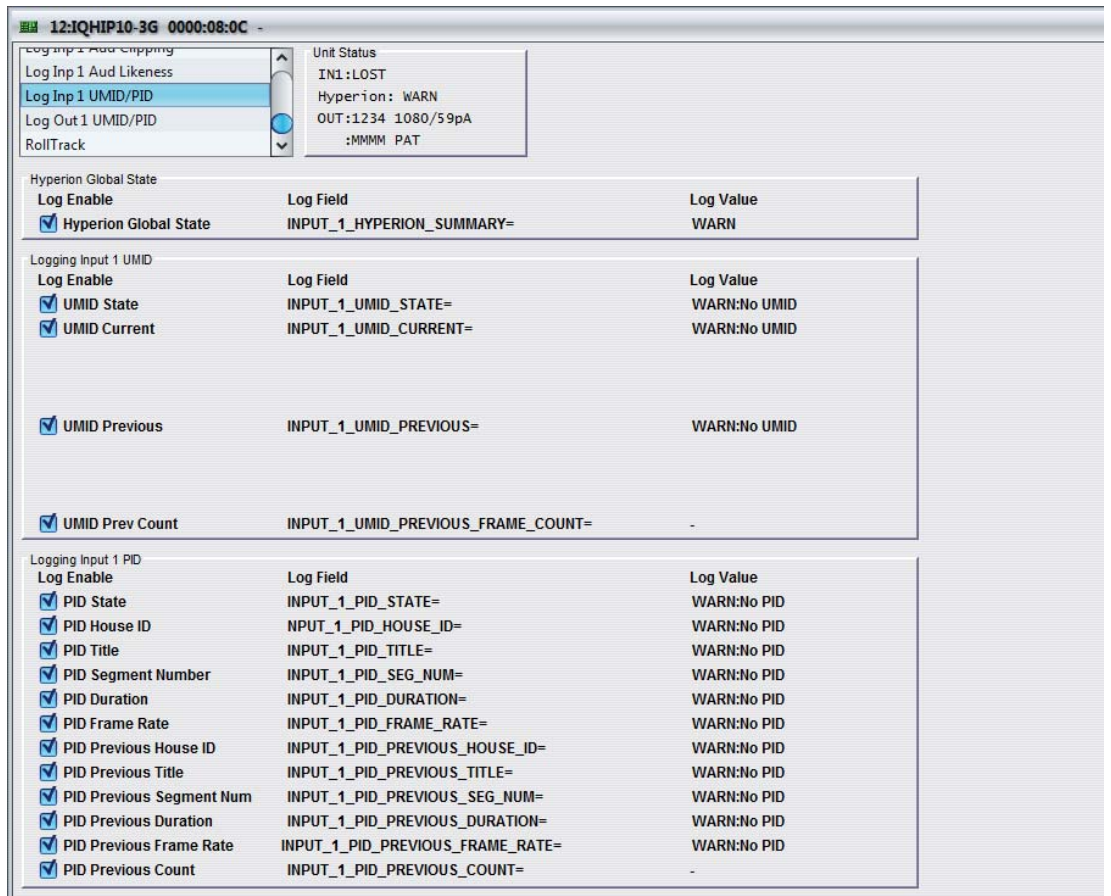 12:IQHIP10-3G 0000:08:0C -
Log Inp 1 Aud Clipping
Log Inp 1 Aud Likeness
Log Inp 1 UMID/PID
Log Out 1 UMID/PID
RollTrack
Unit Status
IN1:LOST
Hyperion: WARN
OUT:1234 1080/59pA
:MMMM PAT
Hyperion Global State
Log Enable Log Field Log Value
Hyperion Global State INPUT_1_HYPERION_SUMMARY= WARN
Logging Input 1 UMID
Log Enable Log Field Log Value
UMID State INPUT_1_UMID_STATE= WARN:No UMID
UMID Current INPUT_1_UMID_CURRENT= WARN:No UMID
UMID Previous INPUT_1_UMID_PREVIOUS= WARN:No UMID
UMID Prev Count INPUT_1_UMID_PREVIOUS_FRAME_COUNT= -
Logging Input 1 PID
Log Enable Log Field Log Value
PID State INPUT_1_PID_STATE= WARN:No PID
PID House ID NPUT_1_PID_HOUSE_ID= WARN:No PID
PID Title INPUT_1_PID_TITLE= WARN:No PID
PID Segment Number INPUT_1_PID_SEG_NUM= WARN:No PID
PID Duration INPUT_1_PID_DURATION= WARN:No PID
PID Frame Rate INPUT_1_PID_FRAME_RATE= WARN:No PID
PID Previous House ID INPUT_1_PID_PREVIOUS_HOUSE_ID= WARN:No PID
PID Previous Title INPUT_1_PID_PREVIOUS_TITLE= WARN:No PID
PID Previous Segment Num INPUT_1_PID_PREVIOUS_SEG_NUM= WARN:No PID
PID Previous Duration INPUT_1_PID_PREVIOUS_DURATION= WARN:No PID
PID Previous Frame Rate INPUT_1_PID_PREVIOUS_FRAME_RATE= WARN:No PID
PID Previous Count INPUT_1_PID_PREVIOUS_COUNT= -